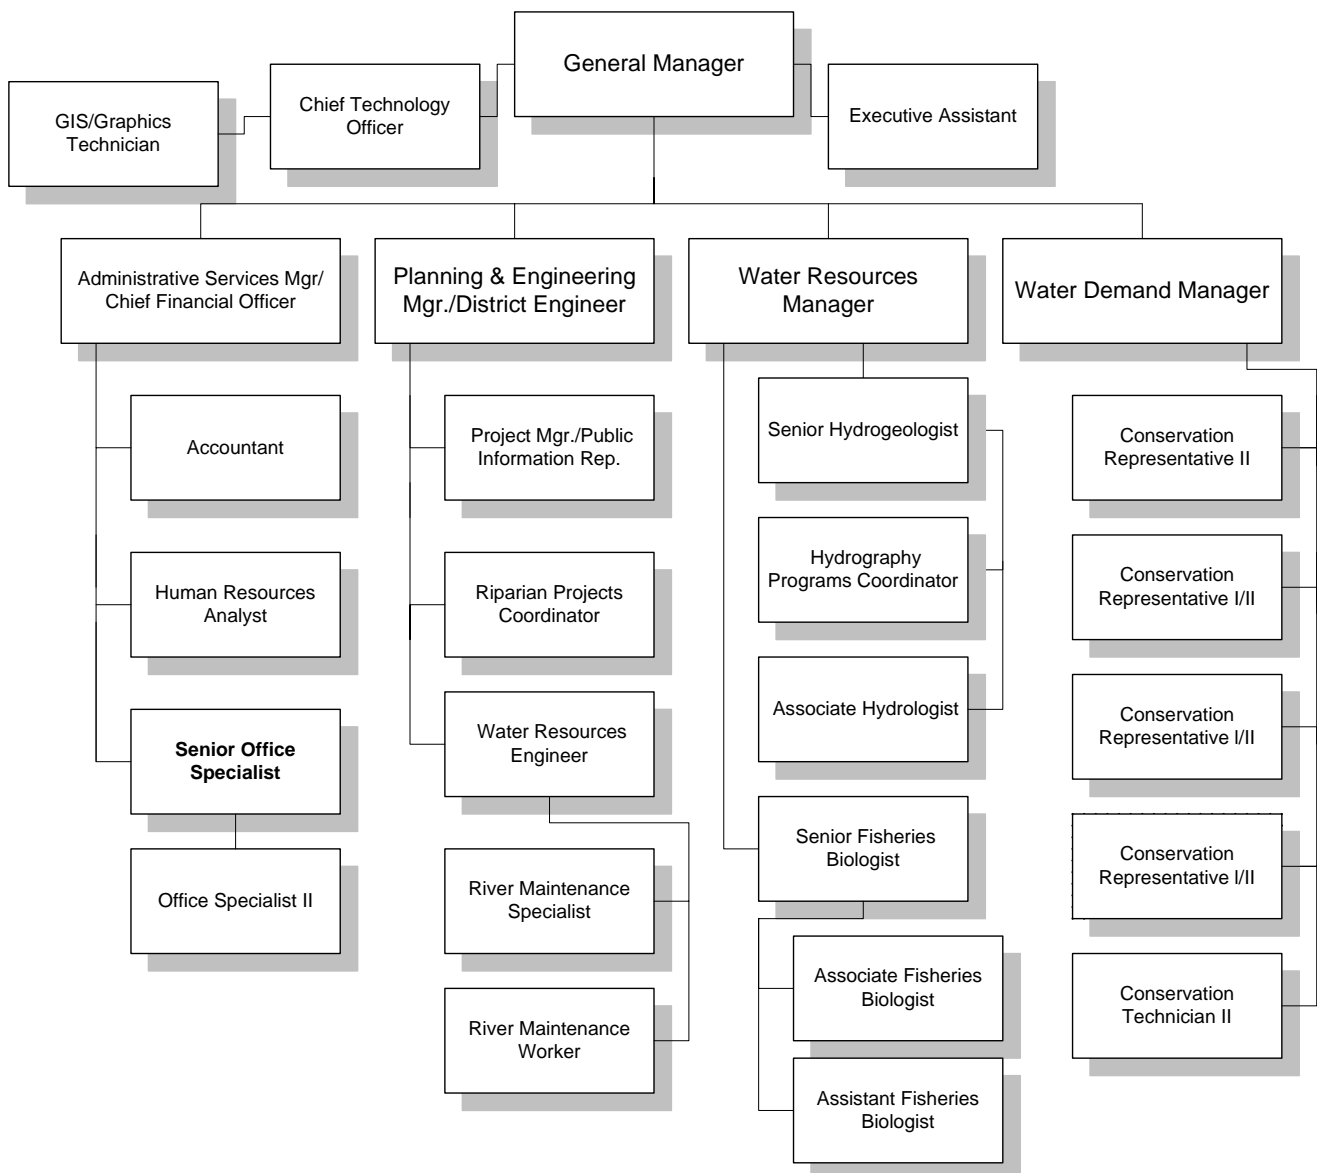 General Manager
Chief Technology
Officer
GIS/Graphics
Technician
Executive Assistant
Administrative Services Mgr/
Chief Financial Officer
Planning & Engineering
Mgr./District Engineer
Water Resources
Manager
Water Demand Manager
Accountant
Human Resources
Analyst
Senior Office
Specialist
Office Specialist II
Project Mgr./Public
Information Rep.
Riparian Projects
Coordinator
Water Resources
Engineer
River Maintenance
Specialist
River Maintenance
Worker
Senior Hydrogeologist
Hydrography
Programs Coordinator
Associate Hydrologist
Senior Fisheries
Biologist
Associate Fisheries
Biologist
Assistant Fisheries
Biologist
Conservation
Representative II
Conservation
Representative I/II
Conservation
Representative I/II
Conservation
Representative I/II
Conservation
Technician II